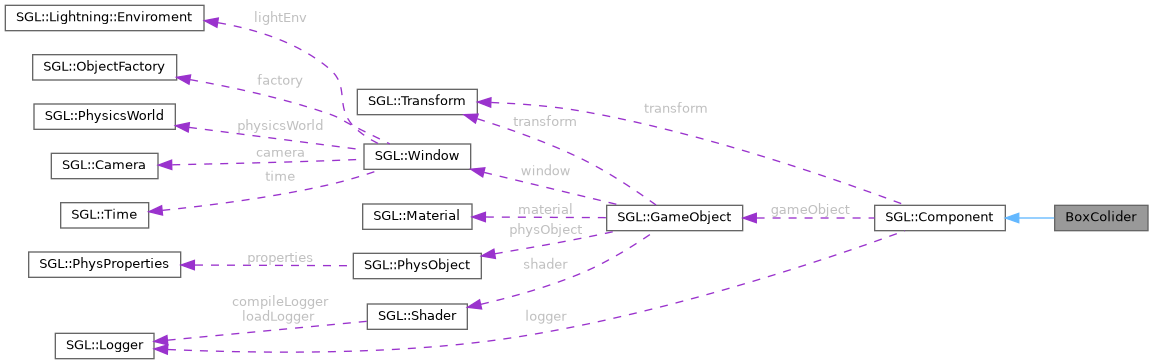 SGL::Lightning::Enviroment
lightEnv
SGL::ObjectFactory
factory
SGL::Transform
transform
SGL::PhysicsWorld
physicsWorld
transform
SGL::Camera
camera
SGL::Window
window
time
SGL::Time
SGL::Material
material
SGL::GameObject
gameObject
SGL::Component
BoxColider
physObject
SGL::PhysProperties
properties
SGL::PhysObject
shader
compileLogger
loadLogger
SGL::Shader
logger
SGL::Logger